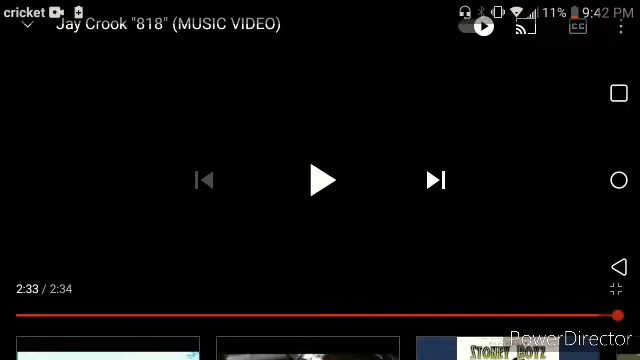 cricket 11% 9:42 PM
Jay Crook "818" (MUSIC VIDEO)
CC
2:33 / 2:34
PowerDirector
STONEY BOYZ